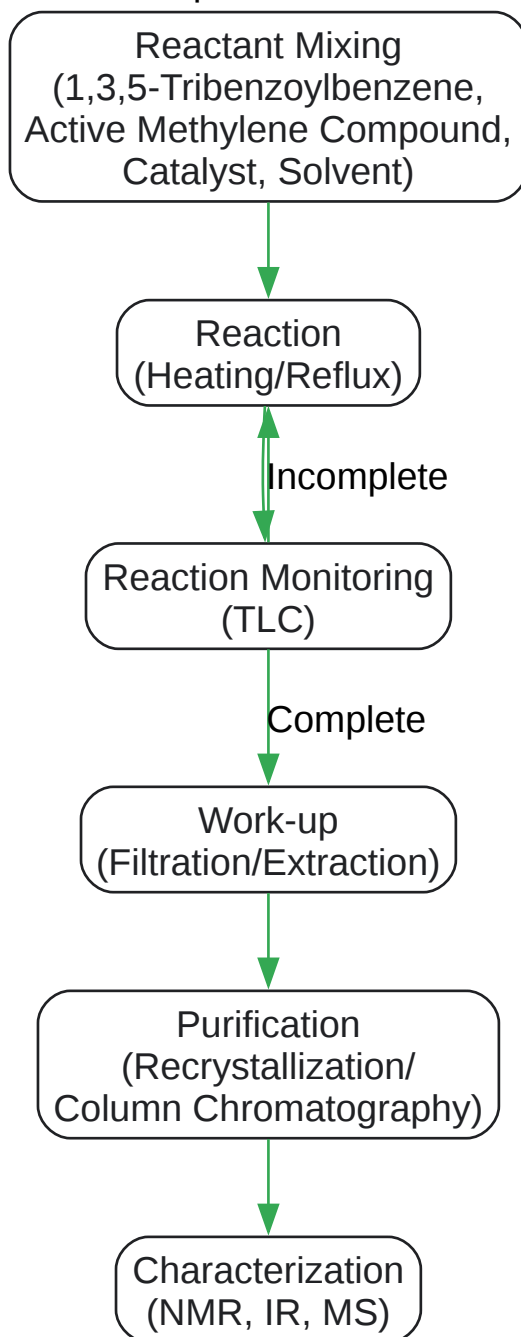 Reactant Mixing
(1,3,5-Tribenzoylbenzene,
Active Methylene Compound,
Catalyst, Solvent)
Reaction
(Heating/Reflux)
Incomplete
Reaction Monitoring
(TLC)
Complete
Work-up
(Filtration/Extraction)
Purification
(Recrystallization/
Column Chromatography)
Characterization
(NMR, IR, MS)